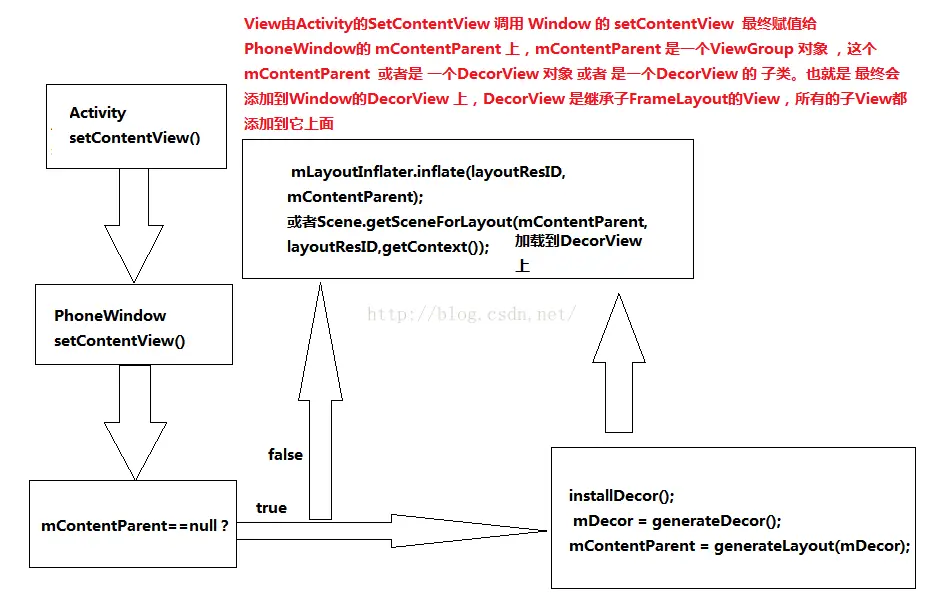 View由Activity的SetContentView 调用 Window 的 setContentView 最终赋值给
PhoneWindow的 mContentParent 上，mContentParent 是一个ViewGroup 对象 ，这个
mContentParent 或者是 一个DecorView 对象 或者 是一个DecorView 的 子类。也就是 最终会
添加到Window的DecorView 上，DecorView 是继承子FrameLayout的View，所有的子View都
添加到它上面
Activity
setContentView()
mLayoutInflater.inflate(layoutResID,
mContentParent);
或者Scene.getSceneForLayout(mContentParent,
layoutResID,getContext());
加载到DecorView
上
PhoneWindow
setContentView()
http://blog.csdn.net/
false
true
mContentParent==null ?
installDecor();
mDecor = generateDecor();
mContentParent = generateLayout(mDecor);